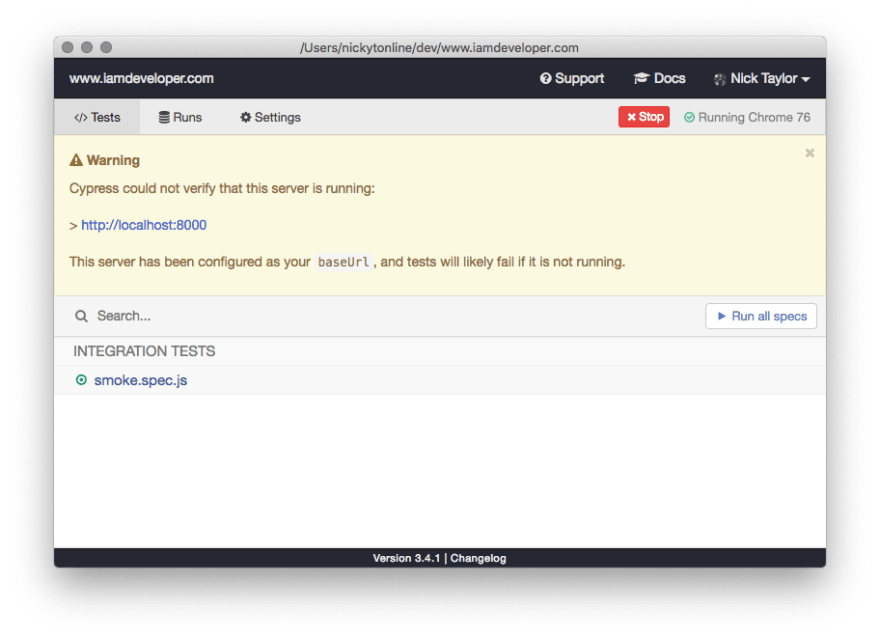 /Users/nickytonline/dev/www.iamdeveloper.com
www.iamdeveloper.com Support Docs Nick Taylor
</> Tests Runs Settings Stop Running Chrome 76
Warning
Cypress could not verify that this server is running:
> http://localhost:8000
This server has been configured as your baseUrl, and tests will likely fail if it is not running.
Search... Run all specs
INTEGRATION TESTS
smoke.spec.js
Version 3.4.1 | Changelog